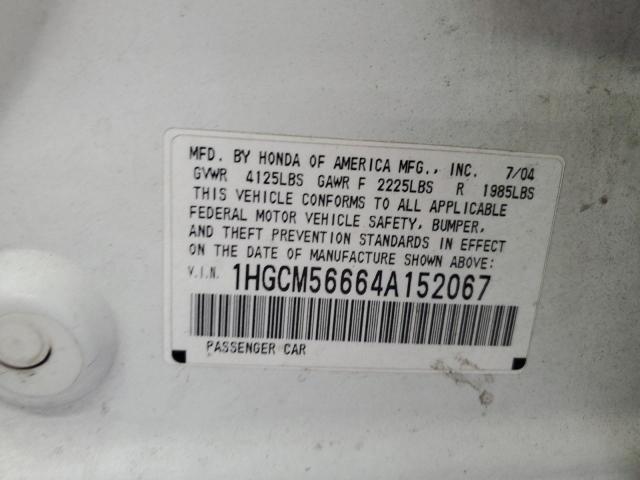 MFD. BY HONDA OF AMERICA MFG., INC. 7/04
GVWR 4125LBS GAWR F 2225LBS R 1985LBS
THIS VEHICLE CONFORMS TO ALL APPLICABLE
FEDERAL MOTOR VEHICLE SAFETY, BUMPER,
AND THEFT PREVENTION STANDARDS IN EFFECT
ON THE DATE OF MANUFACTURE SHOWN ABOVE:
V.I.N. 1HGCM56664A152067
PASSENGER CAR